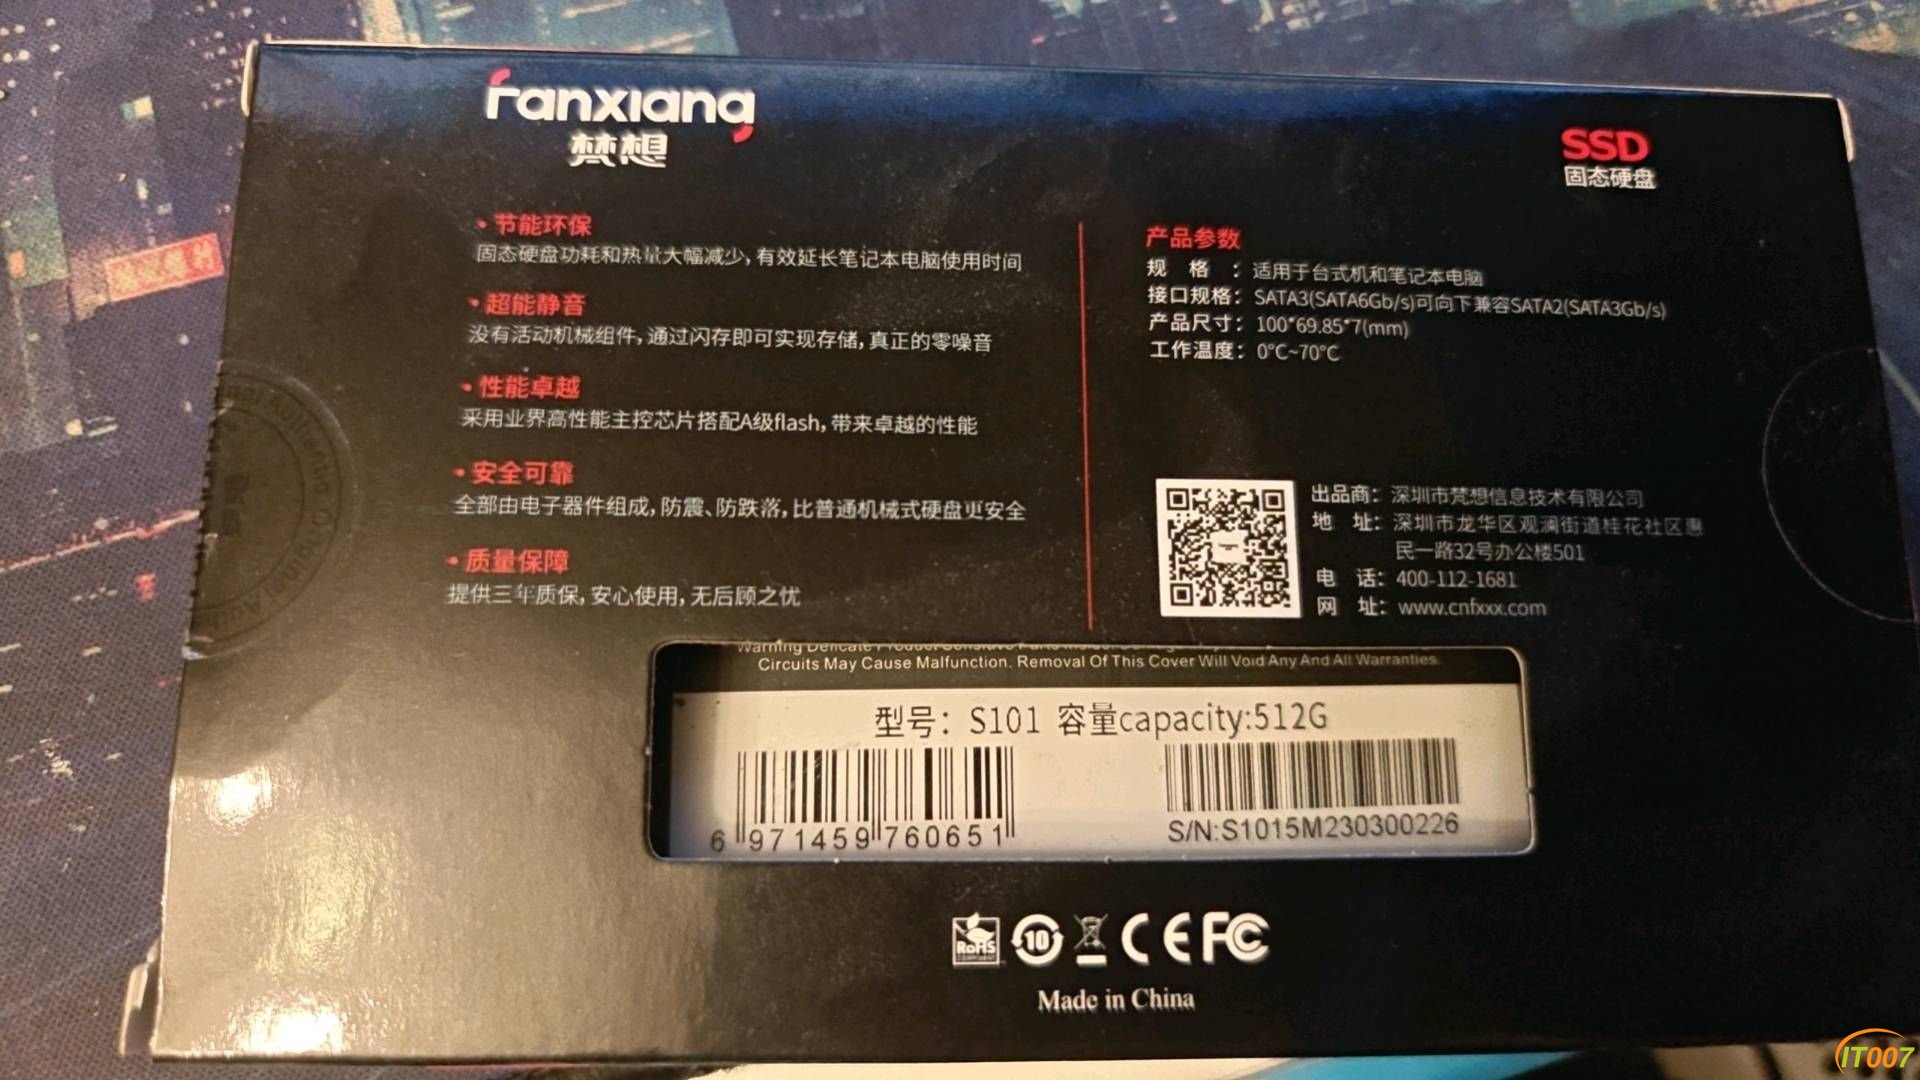 fanxiang
梵想
SSD
固态硬盘
• 节能环保
固态硬盘功耗和热量大幅减少，有效延长笔记本电脑使用时间
• 超能静音
没有活动机械组件，通过闪存即可实现存储，真正的零噪音
• 性能卓越
采用业界高性能主控芯片搭配A级flash，带来卓越的性能
• 安全可靠
全部由电子器件组成，防震、防跌落，比普通机械式硬盘更安全
• 质量保障
提供三年质保，安心使用，无后顾之忧
产品参数
规 格 ：适用于台式机和笔记本电脑
接口规格：SATA3(SATA6Gb/s)可向下兼容SATA2(SATA3Gb/s)
产品尺寸：100*69.85*7(mm)
工作温度：0°C~70°C
出品商：深圳市梵想信息技术有限公司
地 址：深圳市龙华区观澜街道桂花社区惠
民一路32号办公楼501
电 话：400-112-1681
网 址：www.cnfxxx.com
Warning Delicate Product
Circuits May Cause Malfunction. Removal Of This Cover Will Void Any And All Warranties.
型号：S101 容量capacity:512G
6 971459 760651
S/N:S1015M230300226
RoHS
10
CE FC
Made in China
IT007